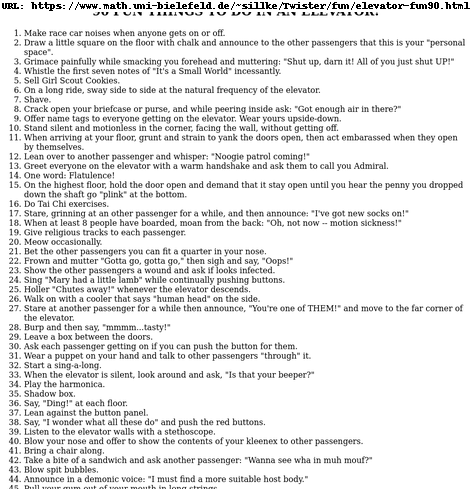 URL: https://www.math.uni-bielefeld.de/~sillke/Twister/fun/elevator-fun90.html
90 FUN THINGS TO DO IN AN ELEVATOR:
1. Make race car noises when anyone gets on or off.
2. Draw a little square on the floor with chalk and announce to the other passengers that this is your "personal
space".
3. Grimace painfully while smacking you forehead and muttering: "Shut up, darn it! All of you just shut UP!"
4. Whistle the first seven notes of "It's a Small World" incessantly.
5. Sell Girl Scout Cookies.
6. On a long ride, sway side to side at the natural frequency of the elevator.
7. Shave.
8. Crack open your briefcase or purse, and while peering inside ask: "Got enough air in there?"
9. Offer name tags to everyone getting on the elevator. Wear yours upside-down.
10. Stand silent and motionless in the corner, facing the wall, without getting off.
11. When arriving at your floor, grunt and strain to yank the doors open, then act embarassed when they open
by themselves.
12. Lean over to another passenger and whisper: "Noogie patrol coming!"
13. Greet everyone on the elevator with a warm handshake and ask them to call you Admiral.
14. One word: Flatulence!
15. On the highest floor, hold the door open and demand that it stay open until you hear the penny you dropped
down the shaft go "plink" at the bottom.
16. Do Tai Chi exercises.
17. Stare, grinning at an other passenger for a while, and then announce: "I've got new socks on!"
18. When at least 8 people have boarded, moan from the back: "Oh, not now -- motion sickness!"
19. Give religious tracks to each passenger.
20. Meow occasionally.
21. Bet the other passengers you can fit a quarter in your nose.
22. Frown and mutter "Gotta go, gotta go," then sigh and say, "Oops!"
23. Show the other passengers a wound and ask if looks infected.
24. Sing "Mary had a little lamb" while continually pushing buttons.
25. Holler "Chutes away!" whenever the elevator descends.
26. Walk on with a cooler that says "human head" on the side.
27. Stare at another passenger for a while then announce, "You're one of THEM!" and move to the far corner of
the elevator.
28. Burp and then say, "mmmm...tasty!"
29. Leave a box between the doors.
30. Ask each passenger getting on if you can push the button for them.
31. Wear a puppet on your hand and talk to other passengers "through" it.
32. Start a sing-a-long.
33. When the elevator is silent, look around and ask, "Is that your beeper?"
34. Play the harmonica.
35. Shadow box.
36. Say, "Ding!" at each floor.
37. Lean against the button panel.
38. Say, "I wonder what all these do" and push the red buttons.
39. Listen to the elevator walls with a stethoscope.
40. Blow your nose and offer to show the contents of your kleenex to other passengers.
41. Bring a chair along.
42. Take a bite of a sandwich and ask another passenger: "Wanna see wha in muh mouf?"
43. Blow spit bubbles.
44. Announce in a demonic voice: "I must find a more suitable host body."
45. Pull your gum out of your mouth in long strings.